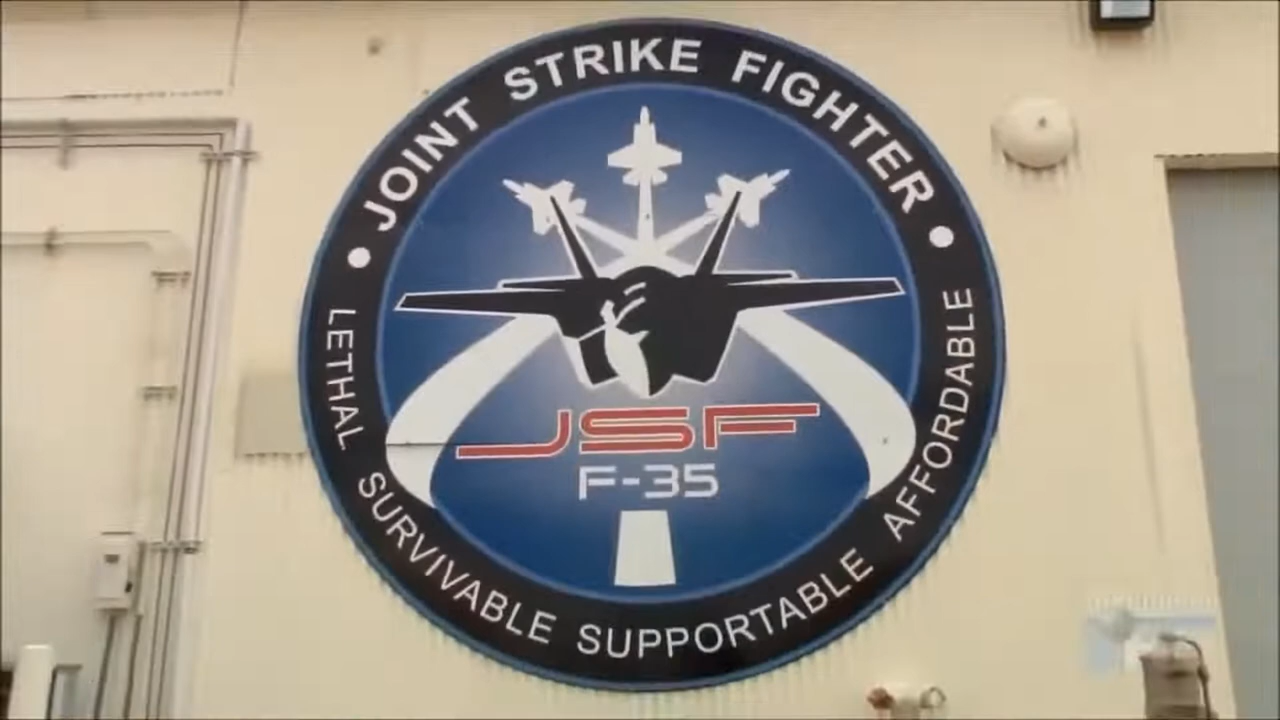 JOINT STRIKE FIGHTER
JSF
F-35
LETHAL SURVIVABLE SUPPORTABLE AFFORDABLE